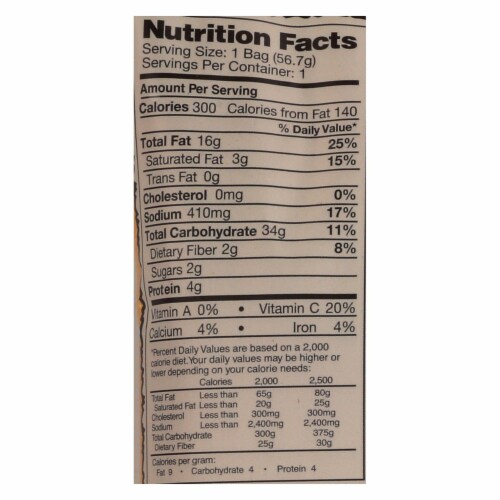 Nutrition Facts
Serving Size: 1 Bag (56.7g)
Servings Per Container: 1
Amount Per Serving
Calories 300 Calories from Fat 140
% Daily Value*
Total Fat 16g 25%
Saturated Fat 3g 15%
Trans Fat 0g
Cholesterol 0mg 0%
Sodium 410mg 17%
Total Carbohydrate 34g 11%
Dietary Fiber 2g 8%
Sugars 2g
Protein 4g
Vitamin A 0% • Vitamin C 20%
Calcium 4% • Iron 4%
*Percent Daily Values are based on a 2,000
calorie diet. Your daily values may be higher or
lower depending on your calorie needs:
Calories 2,000 2,500
Total Fat Less than 65g 80g
Saturated Fat Less than 20g 25g
Cholesterol Less than 300mg 300mg
Sodium Less than 2,400mg 2,400mg
Total Carbohydrate 300g 375g
Dietary Fiber 25g 30g
Calories per gram:
Fat 9 • Carbohydrate 4 • Protein 4